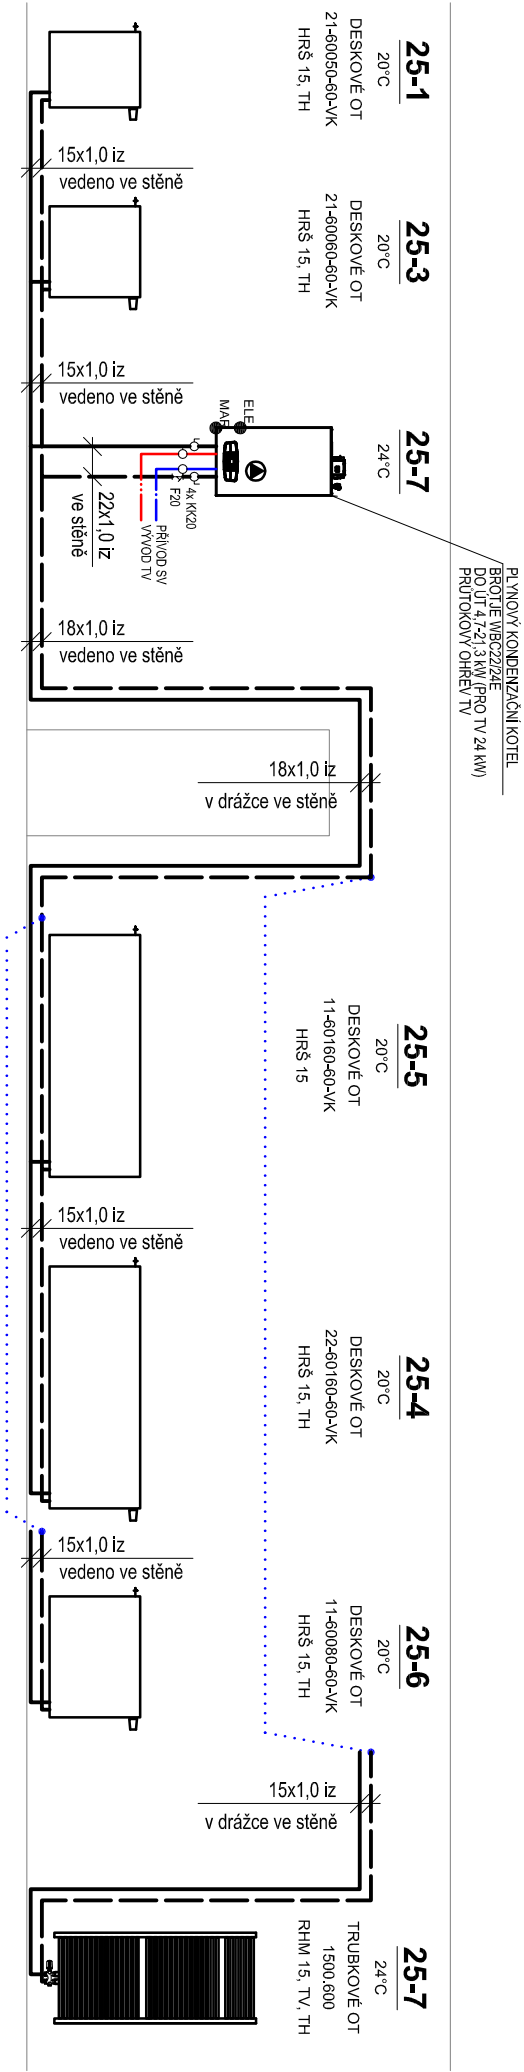 25-1
20°C
DESKOVÉ OT
21-60050-60-VK
HRŠ 15, TH
15x1,0 iz
vedeno ve stěně
25-3
20°C
DESKOVÉ OT
21-60060-60-VK
HRŠ 15, TH
15x1,0 iz
vedeno ve stěně
25-7
24°C
ELE
MAR
4x KK20
F20
PŘÍVOD SV
VÝVOD TV
22x1,0 iz
ve stěně
PLYNOVÝ KONDENZAČNÍ KOTEL
BRÖTJE WBC22/24E
DO ÚT 4,7-21,3 kW (PRO TV 24 kW)
PRŮTOKOVÝ OHŘEV TV
18x1,0 iz
vedeno ve stěně
18x1,0 iz
v drážce ve stěně
25-5
20°C
DESKOVÉ OT
11-60160-60-VK
HRŠ 15
15x1,0 iz
vedeno ve stěně
25-4
20°C
DESKOVÉ OT
22-60160-60-VK
HRŠ 15, TH
15x1,0 iz
vedeno ve stěně
25-6
20°C
DESKOVÉ OT
11-60080-60-VK
HRŠ 15, TH
15x1,0 iz
v drážce ve stěně
25-7
24°C
TRUBKOVÉ OT
1500.600
RHM 15, TV, TH